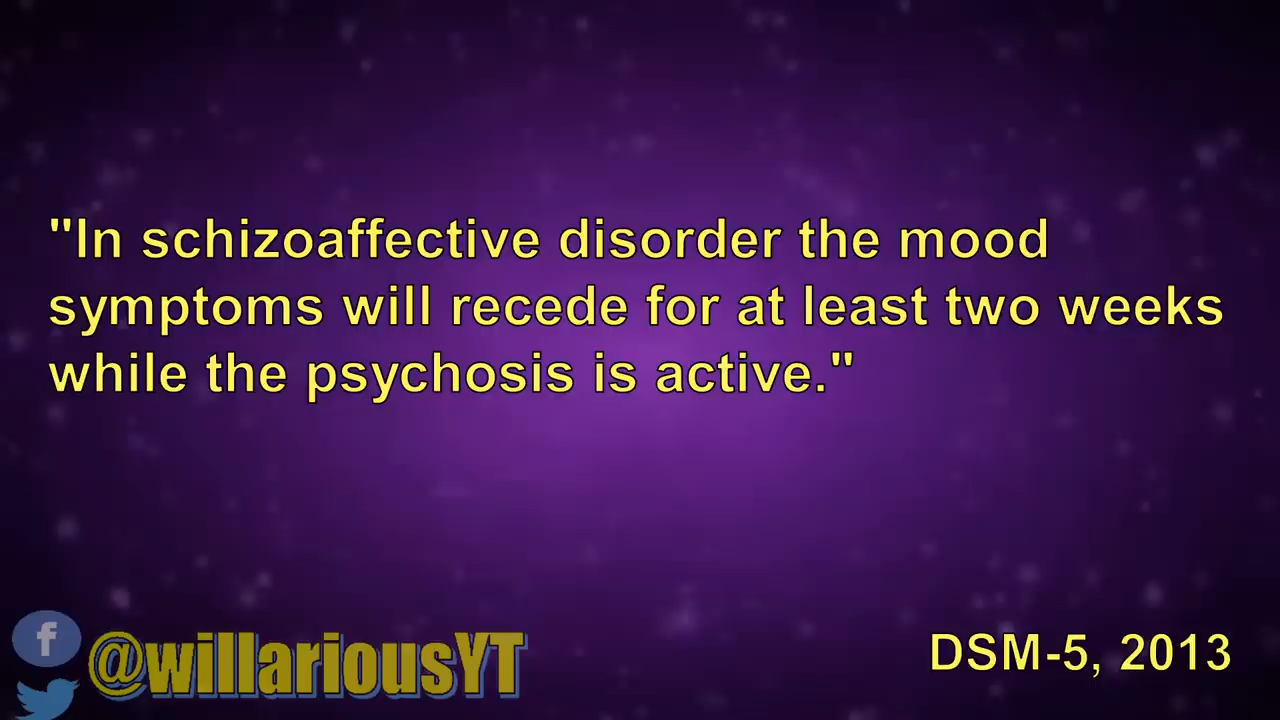 "In schizoaffective disorder the mood
symptoms will recede for at least two weeks
while the psychosis is active."
f
@willariousYT
DSM-5, 2013